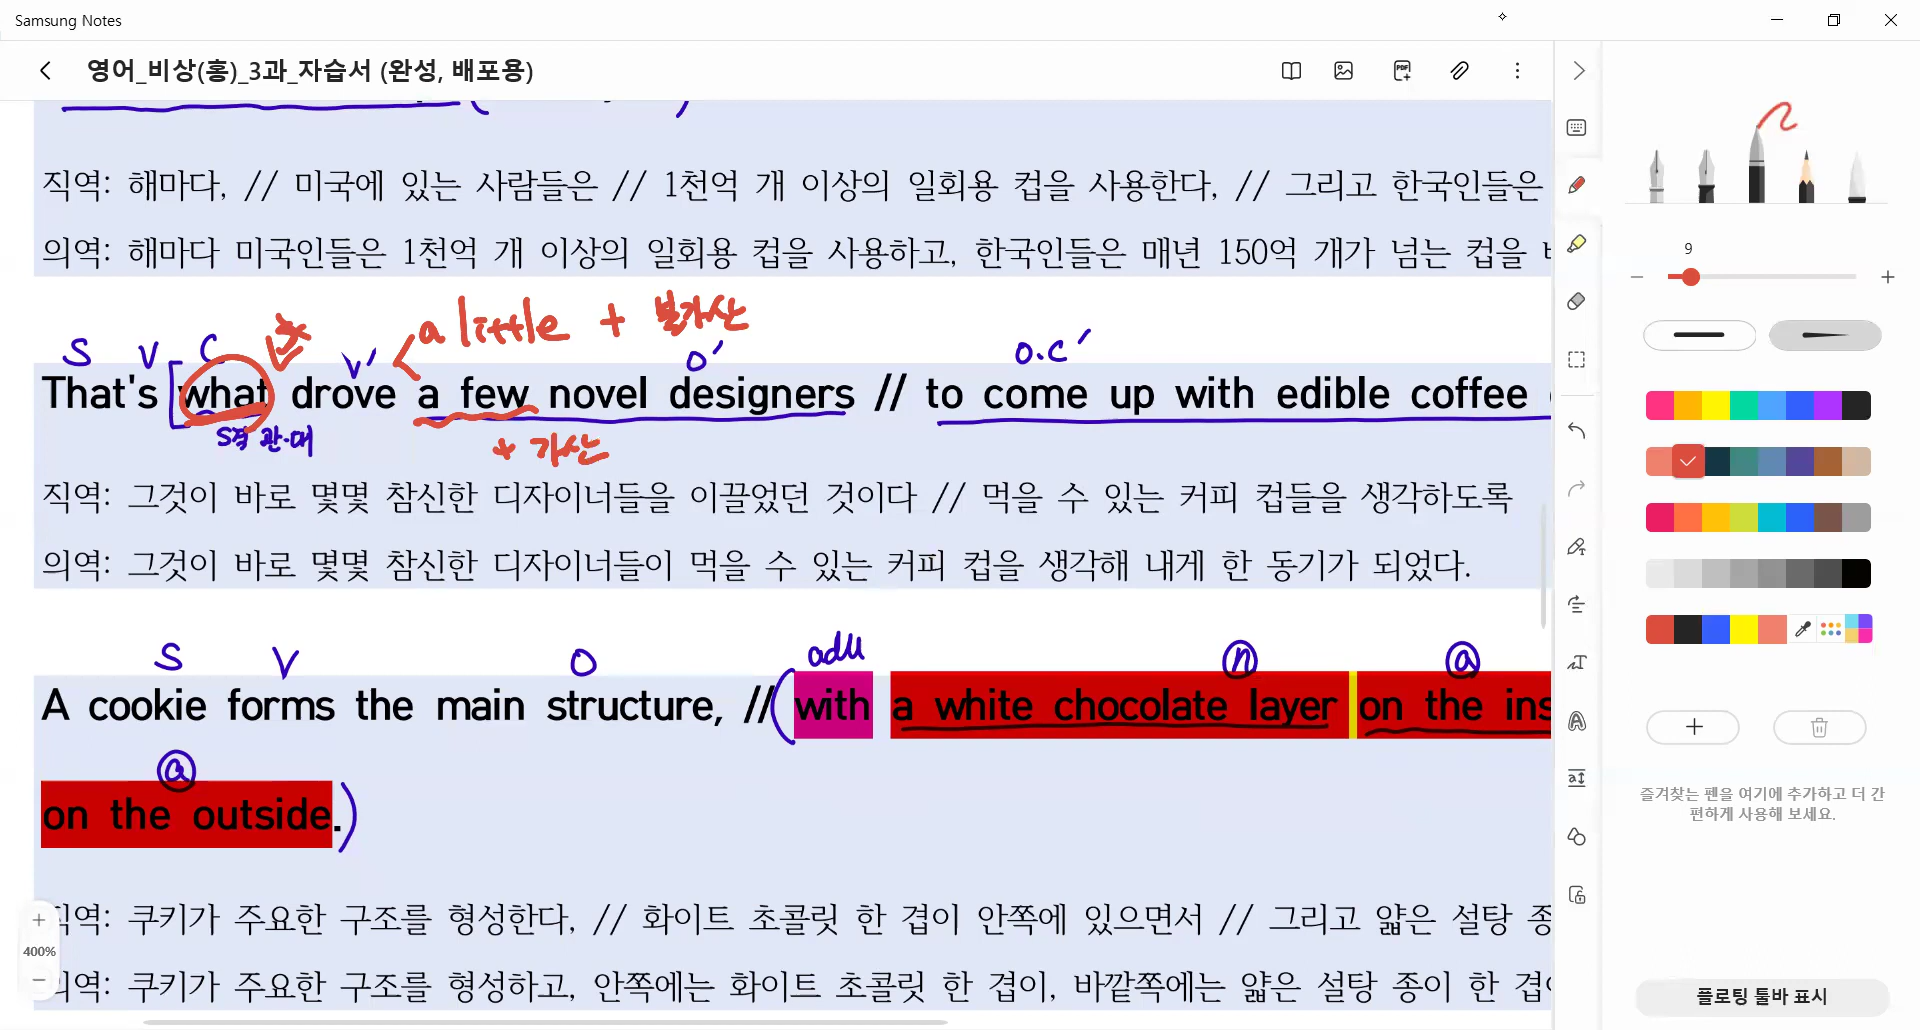 Samsung Notes
영어_비상(홍)_3과_자습서 (완성, 배포용)
직역: 해마다, // 미국에 있는 사람들은 // 1천억 개 이상의 일회용 컵을 사용한다, // 그리고 한국인들은
의역: 해마다 미국인들은 1천억 개 이상의 일회용 컵을 사용하고, 한국인들은 매년 150억 개가 넘는 컵을
a little + 불가산
S V C V' O' O.C'
That's [what drove a few novel designers // to come up with edible coffee
S격 관·대 + 가산
직역: 그것이 바로 몇몇 참신한 디자이너들을 이끌었던 것이다 // 먹을 수 있는 커피 컵들을 생각하도록
의역: 그것이 바로 몇몇 참신한 디자이너들이 먹을 수 있는 커피 컵을 생각해 내게 한 동기가 되었다.
S V O adv n a
A cookie forms the main structure, // (with a white chocolate layer on the ins
a
on the outside.)
직역: 쿠키가 주요한 구조를 형성한다, // 화이트 초콜릿 한 겹이 안쪽에 있으면서 // 그리고 얇은 설탕 종
의역: 쿠키가 주요한 구조를 형성하고, 안쪽에는 화이트 초콜릿 한 겹이, 바깥쪽에는 얇은 설탕 종이 한 겹이
400%
9
즐겨찾는 펜을 여기에 추가하고 더 간
편하게 사용해 보세요.
플로팅 툴바 표시